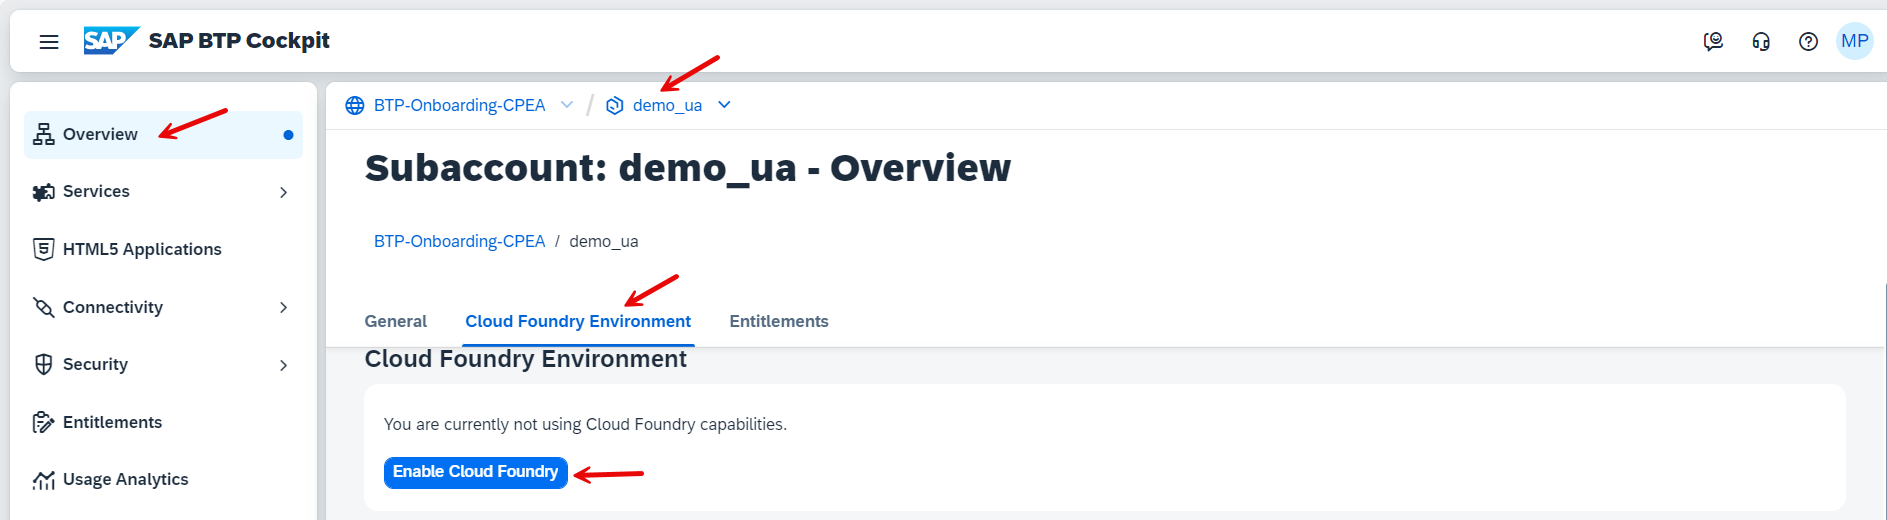 SAP SAP BTP Cockpit MP
BTP-Onboarding-CPEA / demo_ua
Overview
Services
HTML5 Applications
Connectivity
Security
Entitlements
Usage Analytics
Subaccount: demo_ua - Overview
BTP-Onboarding-CPEA / demo_ua
General Cloud Foundry Environment Entitlements
Cloud Foundry Environment
You are currently not using Cloud Foundry capabilities.
Enable Cloud Foundry